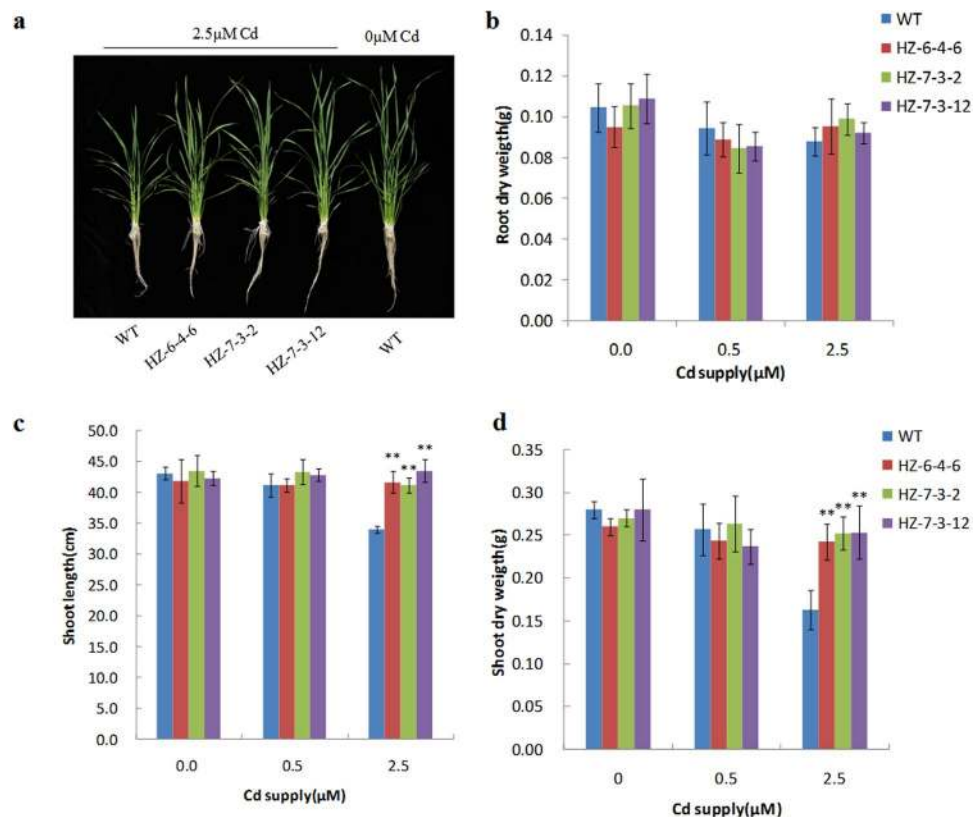 a
2.5μM Cd 0μM Cd
WT
HZ-6-4-6
HZ-7-3-2
HZ-7-3-12
WT
b
WT
HZ-6-4-6
HZ-7-3-2
HZ-7-3-12
Root dry weigth(g)
0.14
0.12
0.10
0.08
0.06
0.04
0.02
0.00
0.0 0.5 2.5
Cd supply(μM)
c
Shoot length(cm)
50.0
45.0
40.0
35.0
30.0
25.0
20.0
15.0
10.0
5.0
0.0
** ** **
0.0 0.5 2.5
Cd supply(μM)
d
WT
HZ-6-4-6
HZ-7-3-2
HZ-7-3-12
Shoot dry weigth(g)
0.35
0.30
0.25
0.20
0.15
0.10
0.05
0.00
** ** **
0 0.5 2.5
Cd supply(μM)